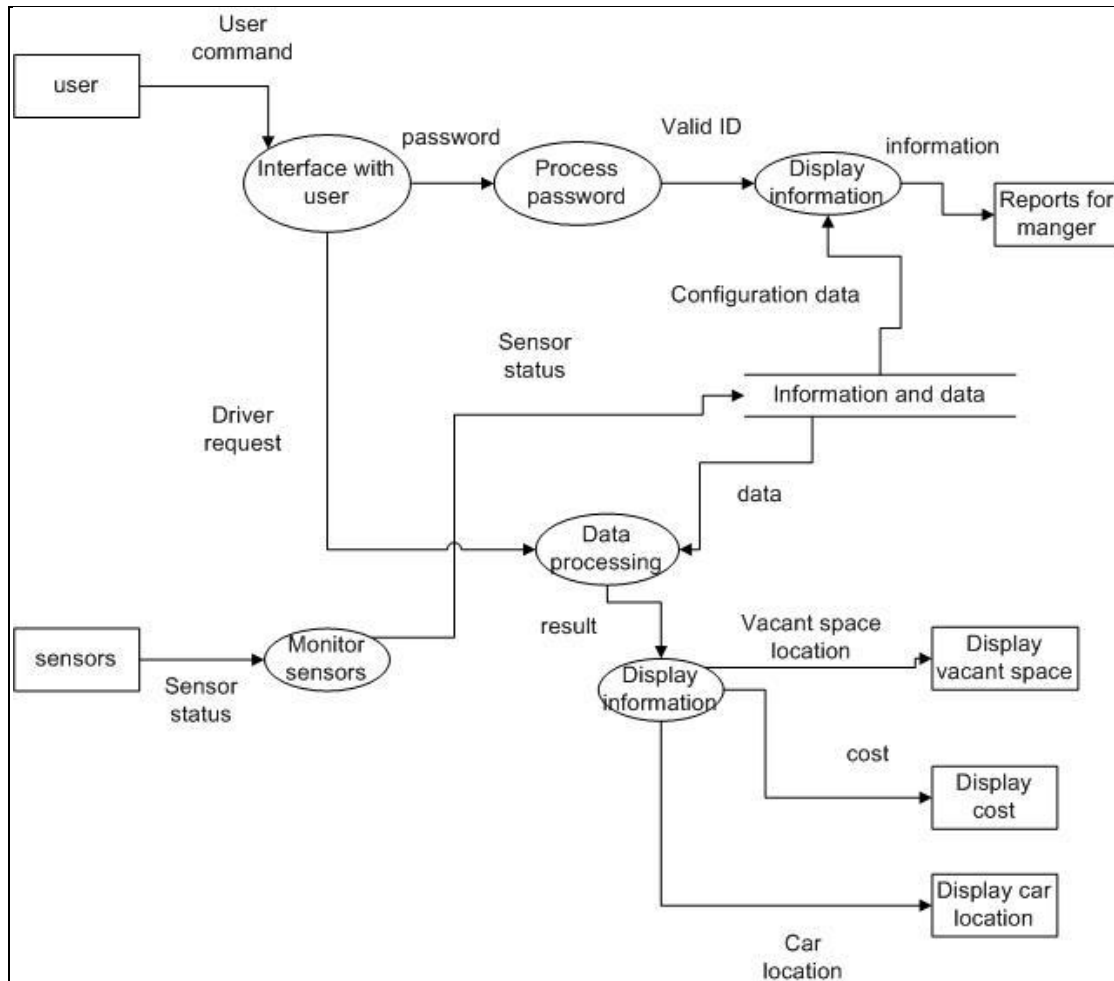 User
command
user
password
Valid ID
information
Interface with
user
Process
password
Display
information
Reports for
manger
Configuration data
Sensor
status
Information and data
Driver
request
data
Data
processing
result
Vacant space
location
Display
vacant space
sensors
Monitor
sensors
Sensor
status
Display
information
cost
Display
cost
Display car
location
Car
location